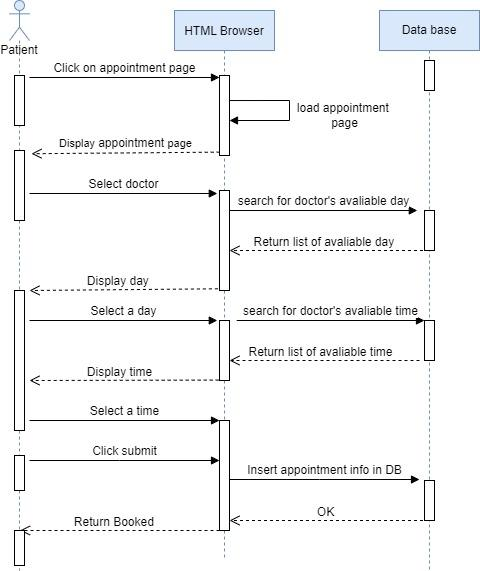 HTML Browser
Data base
Patient
Click on appointment page
load appointment
page
Display appointment page
Select doctor
search for doctor's avaliable day
Return list of avaliable day
Display day
Select a day
search for doctor's avaliable time
Return list of avaliable time
Display time
Select a time
Click submit
Insert appointment info in DB
OK
Return Booked